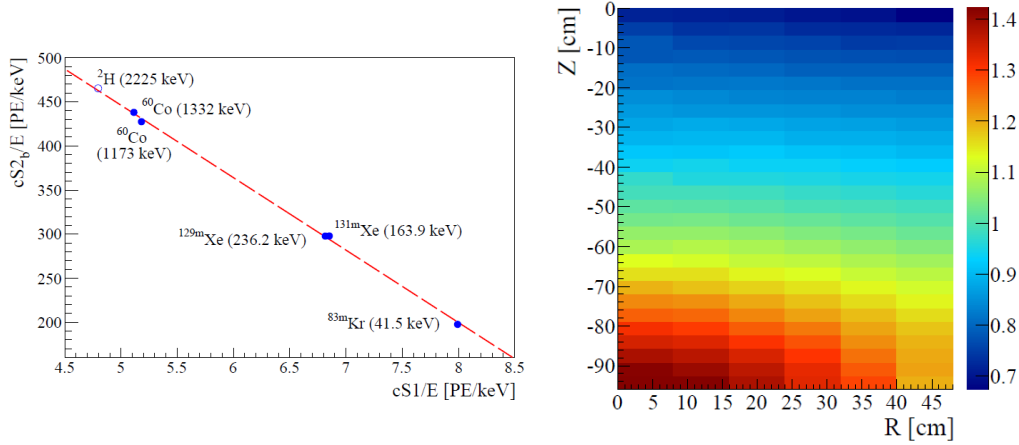 cS2_b/E [PE/keV]
500
450
400
350
300
250
200
²H (2225 keV)
⁶⁰Co (1332 keV)
⁶⁰Co
(1173 keV)
¹²⁹ᵐXe (236.2 keV)
¹³¹ᵐXe (163.9 keV)
⁸³ᵐKr (41.5 keV)
4.5 5 5.5 6 6.5 7 7.5 8 8.5
cS1/E [PE/keV]
Z [cm]
0
-10
-20
-30
-40
-50
-60
-70
-80
-90
0 5 10 15 20 25 30 35 40 45
R [cm]
1.4
1.3
1.2
1.1
1
0.9
0.8
0.7